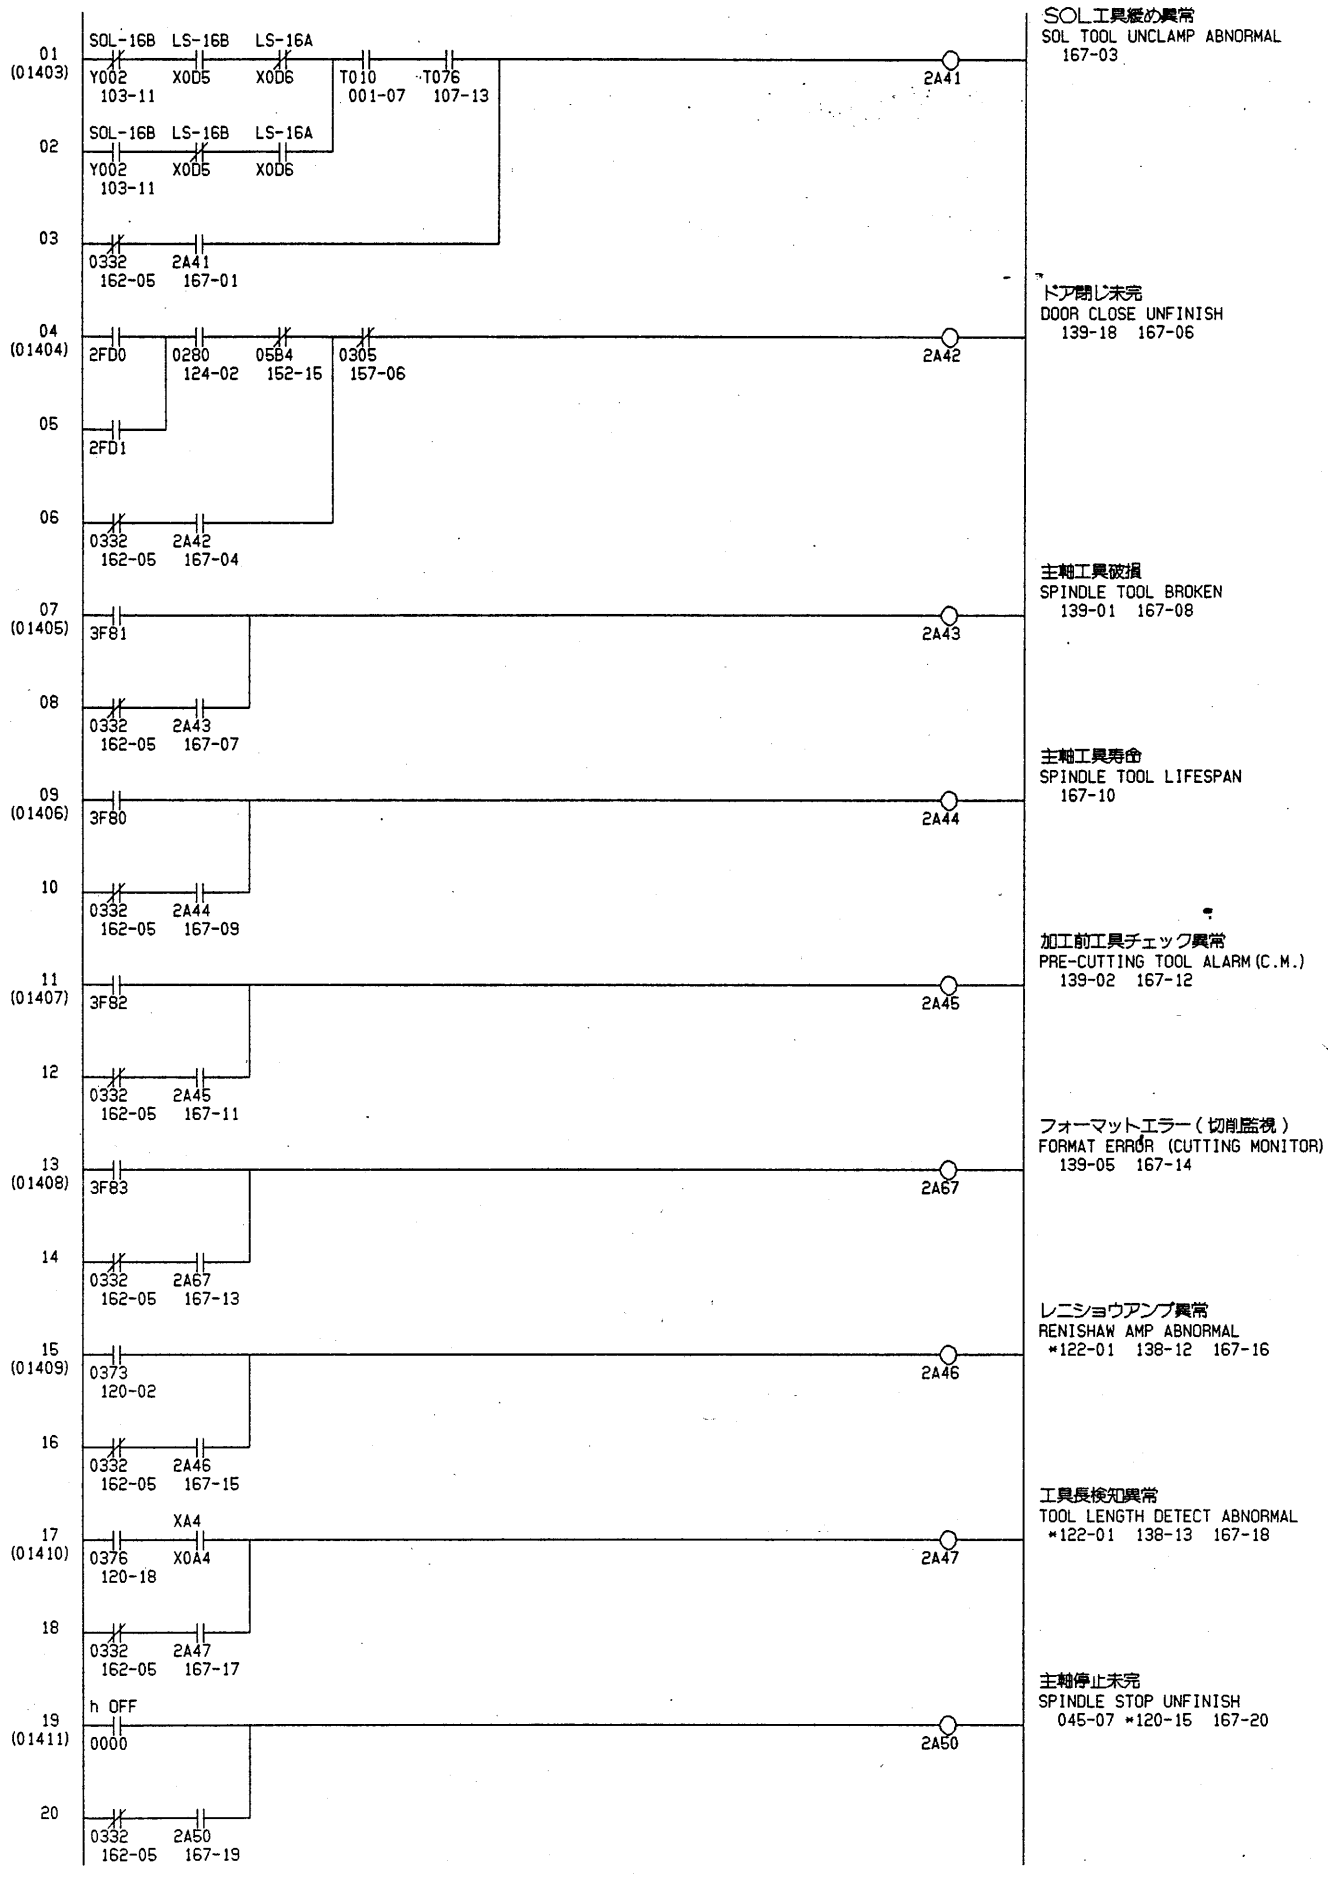 SOL工具緩め異常
SOL TOOL UNCLAMP ABNORMAL
167-03
SOL-16B LS-16B LS-16A
01
(01403)
Y002 X0D5 X0D6 T010 T076 2A41
103-11 001-07 107-13
SOL-16B LS-16B LS-16A
02
Y002 X0D5 X0D6
103-11
03
0332 2A41
162-05 167-01
ドア閉じ未完
DOOR CLOSE UNFINISH
139-18 167-06
04
(01404)
2FD0 0280 05B4 0305 2A42
124-02 152-15 157-06
05
2FD1
06
0332 2A42
162-05 167-04
主軸工具破損
SPINDLE TOOL BROKEN
139-01 167-08
07
(01405)
3F81 2A43
08
0332 2A43
162-05 167-07
主軸工具寿命
SPINDLE TOOL LIFESPAN
167-10
09
(01406)
3F80 2A44
10
0332 2A44
162-05 167-09
加工前工具チェック異常
PRE-CUTTING TOOL ALARM(C.M.)
139-02 167-12
11
(01407)
3F82 2A45
12
0332 2A45
162-05 167-11
フォーマットエラー(切削監視)
FORMAT ERROR (CUTTING MONITOR)
139-05 167-14
13
(01408)
3F83 2A67
14
0332 2A67
162-05 167-13
レニショウアンプ異常
RENISHAW AMP ABNORMAL
*122-01 138-12 167-16
15
(01409)
0373 2A46
120-02
16
0332 2A46
162-05 167-15
工具長検知異常
TOOL LENGTH DETECT ABNORMAL
*122-01 138-13 167-18
XA4
17
(01410)
0376 X0A4 2A47
120-18
18
0332 2A47
162-05 167-17
主軸停止未完
SPINDLE STOP UNFINISH
045-07 *120-15 167-20
h OFF
19
(01411)
0000 2A50
20
0332 2A50
162-05 167-19